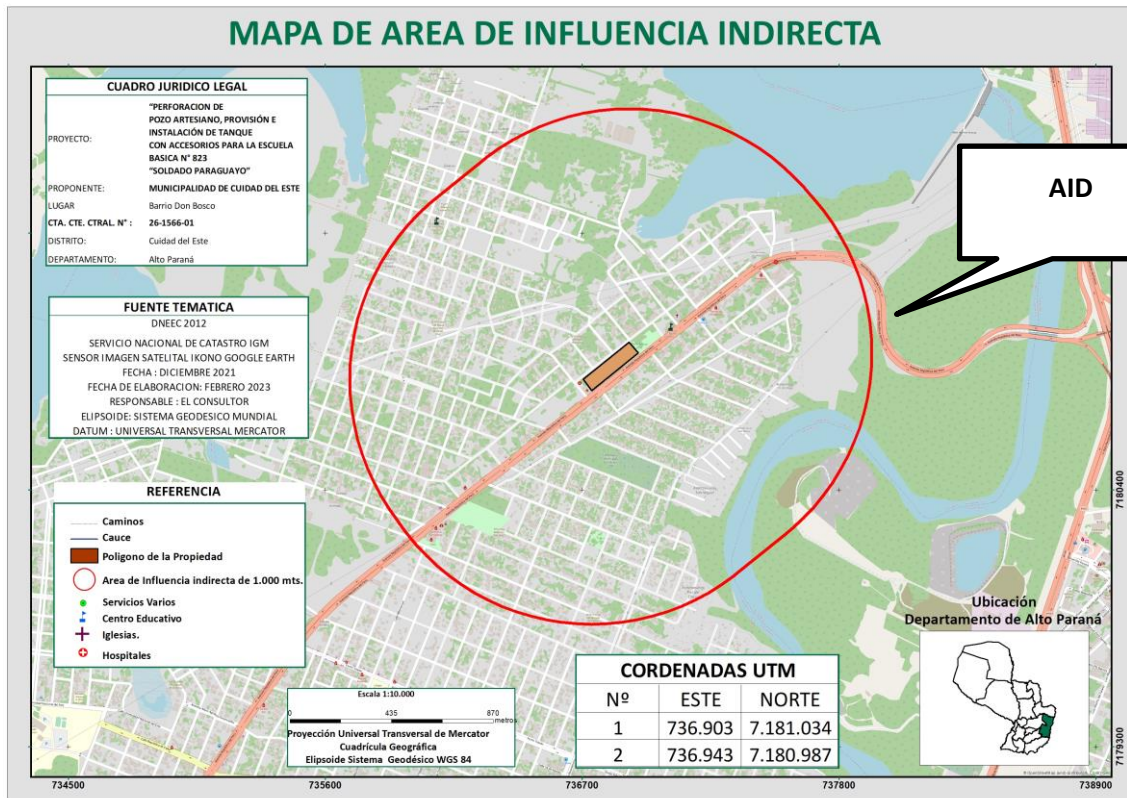 MAPA DE AREA DE INFLUENCIA INDIRECTA
CUADRO JURIDICO LEGAL
PROYECTO:
"PERFORACION DE
POZO ARTESIANO, PROVISIÓN E
INSTALACIÓN DE TANQUE
CON ACCESORIOS PARA LA ESCUELA
BASICA N° 823
"SOLDADO PARAGUAYO"
PROPONENTE: MUNICIPALIDAD DE CUIDAD DEL ESTE
LUGAR Barrio Don Bosco
CTA. CTE. CTRAL. N° : 26-1566-01
DISTRITO: Cuidad del Este
DEPARTAMENTO: Alto Paraná
AID
FUENTE TEMATICA
DNEEC 2012
SERVICIO NACIONAL DE CATASTRO IGM
SENSOR IMAGEN SATELITAL IKONO GOOGLE EARTH
FECHA : DICIEMBRE 2021
FECHA DE ELABORACION: FEBRERO 2023
RESPONSABLE : EL CONSULTOR
ELIPSOIDE: SISTEMA GEODESICO MUNDIAL
DATUM : UNIVERSAL TRANSVERSAL MERCATOR
REFERENCIA
Caminos
Cauce
Poligono de la Propiedad
Area de Influencia indirecta de 1.000 mts.
Servicios Varios
Centro Educativo
Iglesias.
Hospitales
Escala 1:10.000
0 435 870
metros
Proyección Universal Transversal de Mercator
Cuadrícula Geográfica
Elipsoide Sistema Geodésico WGS 84
CORDENADAS UTM
Nº ESTE NORTE
1 736.903 7.181.034
2 736.943 7.180.987
Ubicación
Departamento de Alto Paraná
7180400
7179300
734500 735600 736700 737800 738900